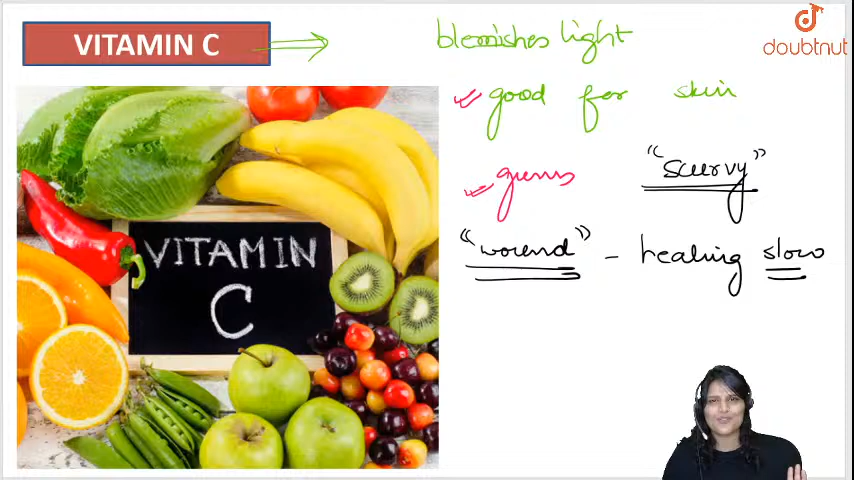 VITAMIN C
blemishes light
doubtnut
✓ good for skin
✓ gums "scurvy"
"wound" - healing slow
VITAMIN
C